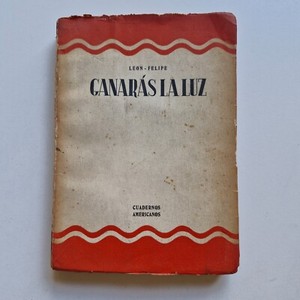 LEON-FELIPE
GANARÁS LA LUZ
CUADERNOS
AMERICANOS